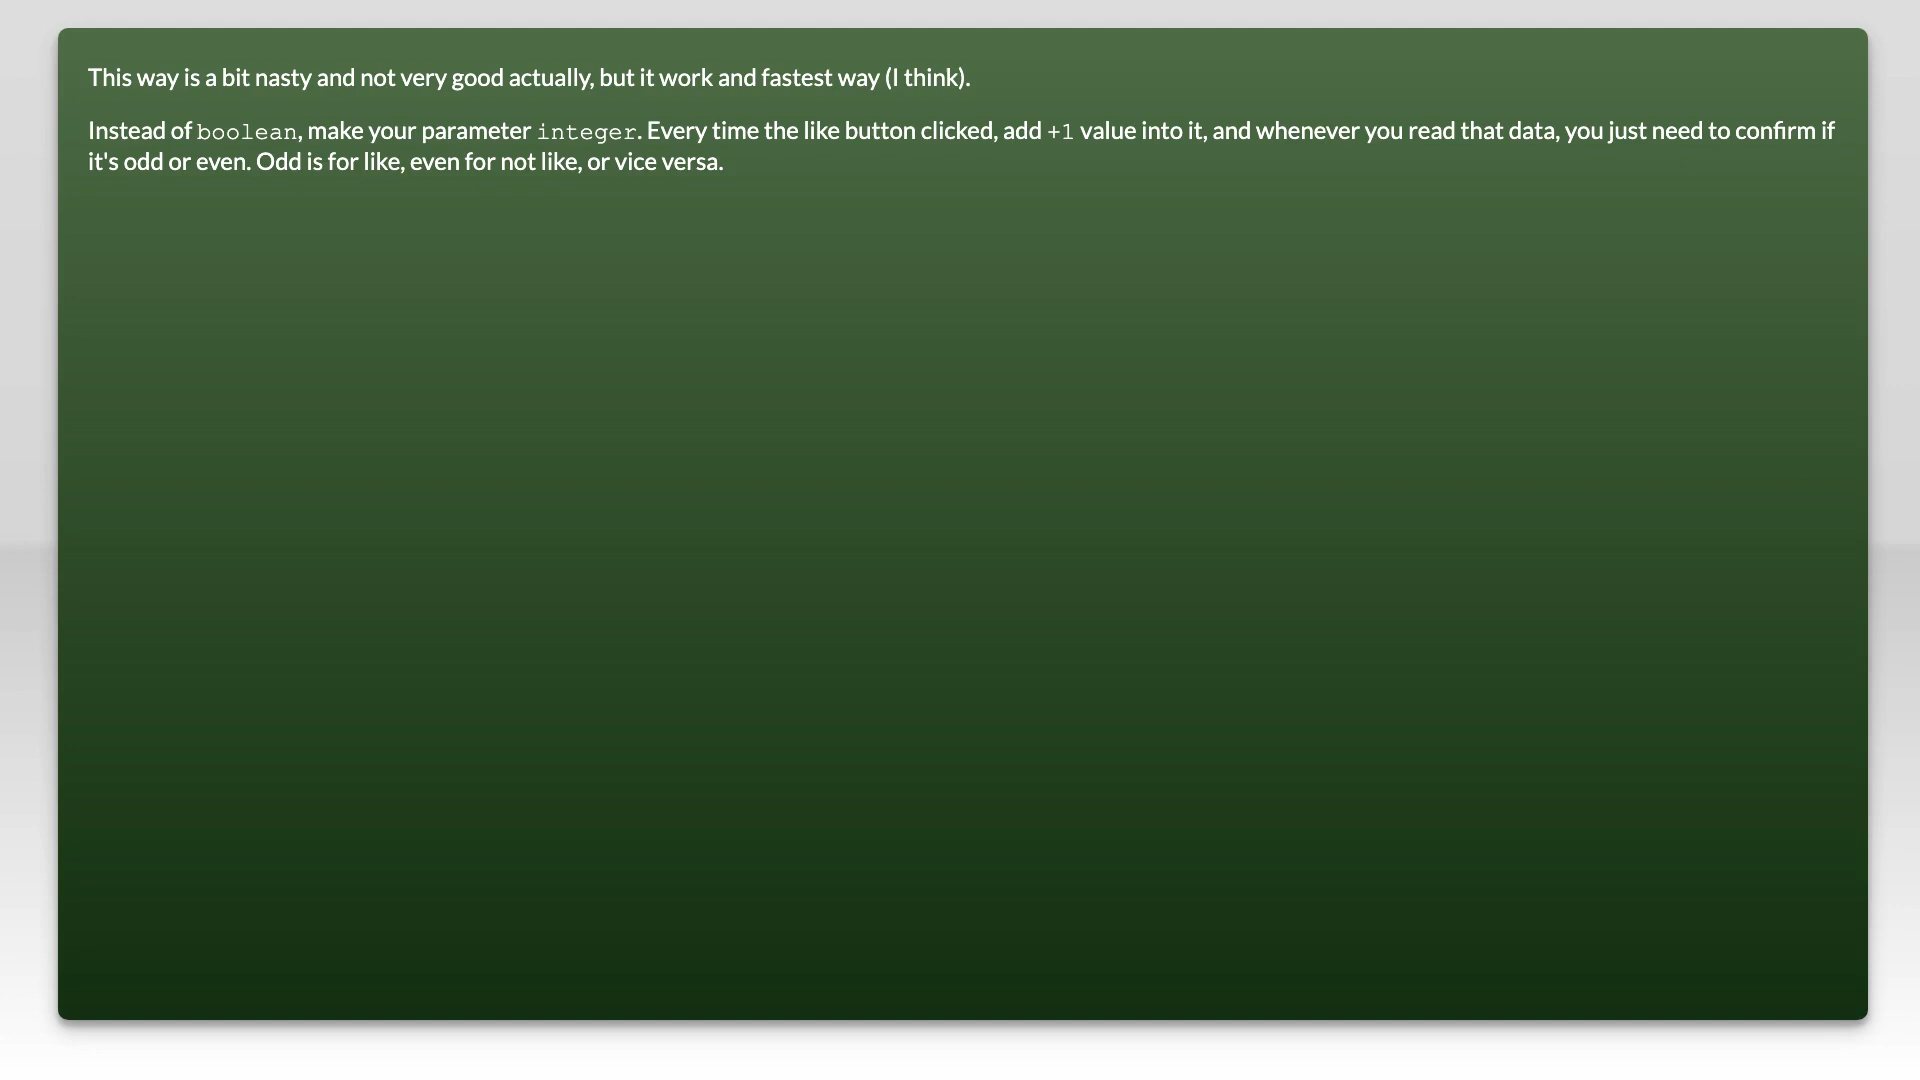 This way is a bit nasty and not very good actually, but it work and fastest way (I think).
Instead of boolean, make your parameter integer. Every time the like button clicked, add +1 value into it, and whenever you read that data, you just need to confirm if
it's odd or even. Odd is for like, even for not like, or vice versa.